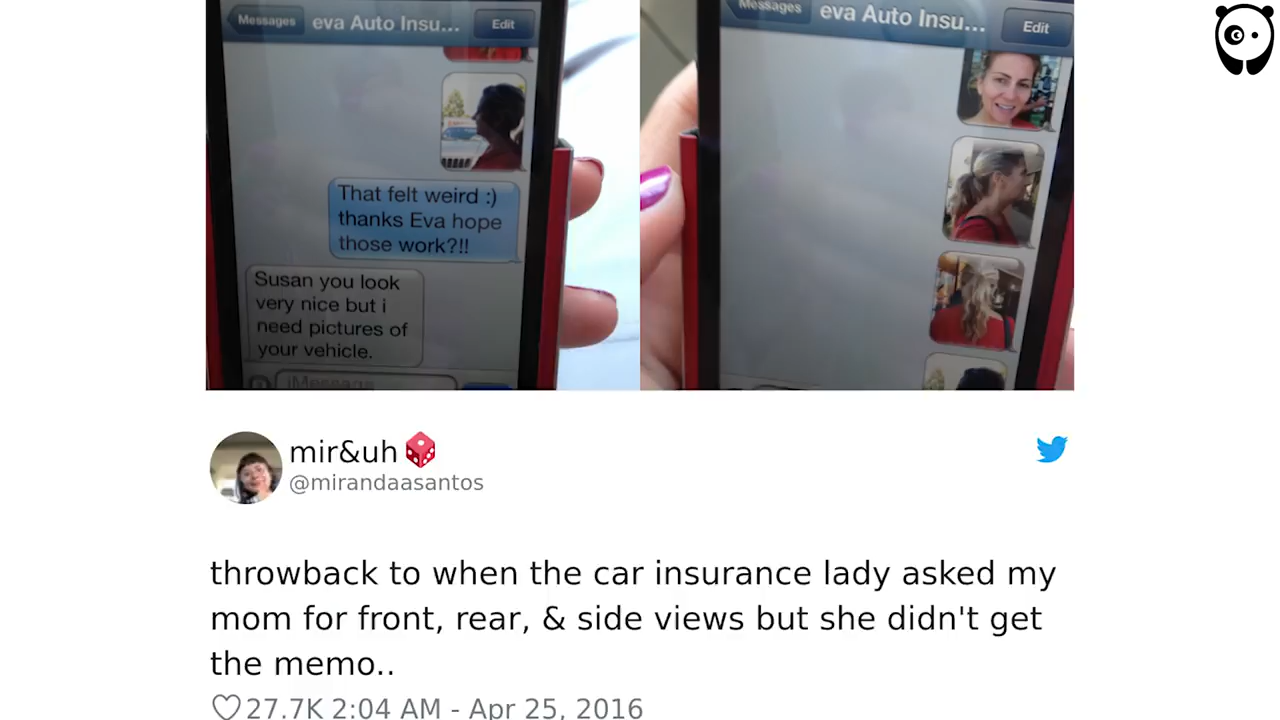 Messages
eva Auto Insu...
Edit
That felt weird :)
thanks Eva hope
those work?!!
Susan you look
very nice but i
need pictures of
your vehicle.
iMessage
Messages
eva Auto Insu...
Edit
mir&uh
@mirandaasantos
throwback to when the car insurance lady asked my
mom for front, rear, & side views but she didn't get
the memo..
27.7K 2:04 AM - Apr 25, 2016